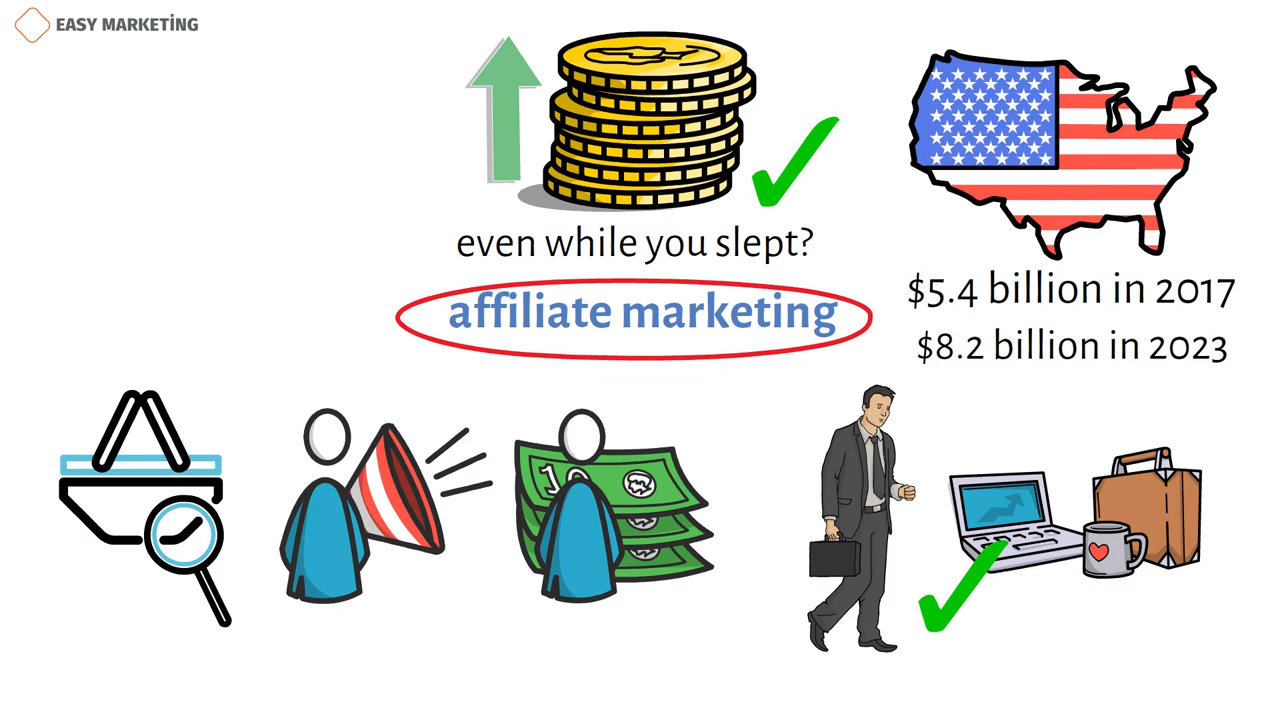 EASY MARKETİNG
even while you slept?
affiliate marketing
$5.4 billion in 2017
$8.2 billion in 2023
10